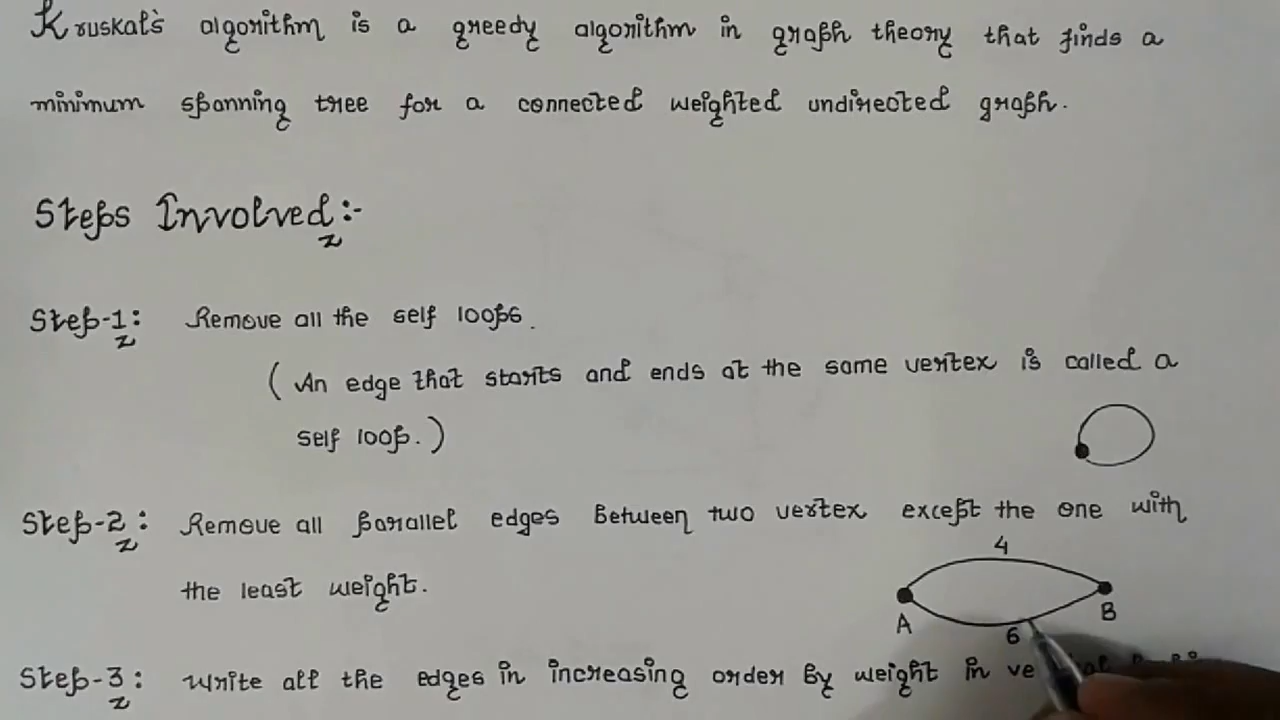 Kruskal's algorithm is a greedy algorithm in graph theory that finds a
minimum spanning tree for a connected weighted undirected graph.
Steps Involved:-
Step-1: Remove all the self loops.
(An edge that starts and ends at the same vertex is called a
self loop.)
Step-2: Remove all parallel edges Between two vertex except the one with
the least weight.
4
A
B
6
Step-3: Write all the edges in increasing order By weight in